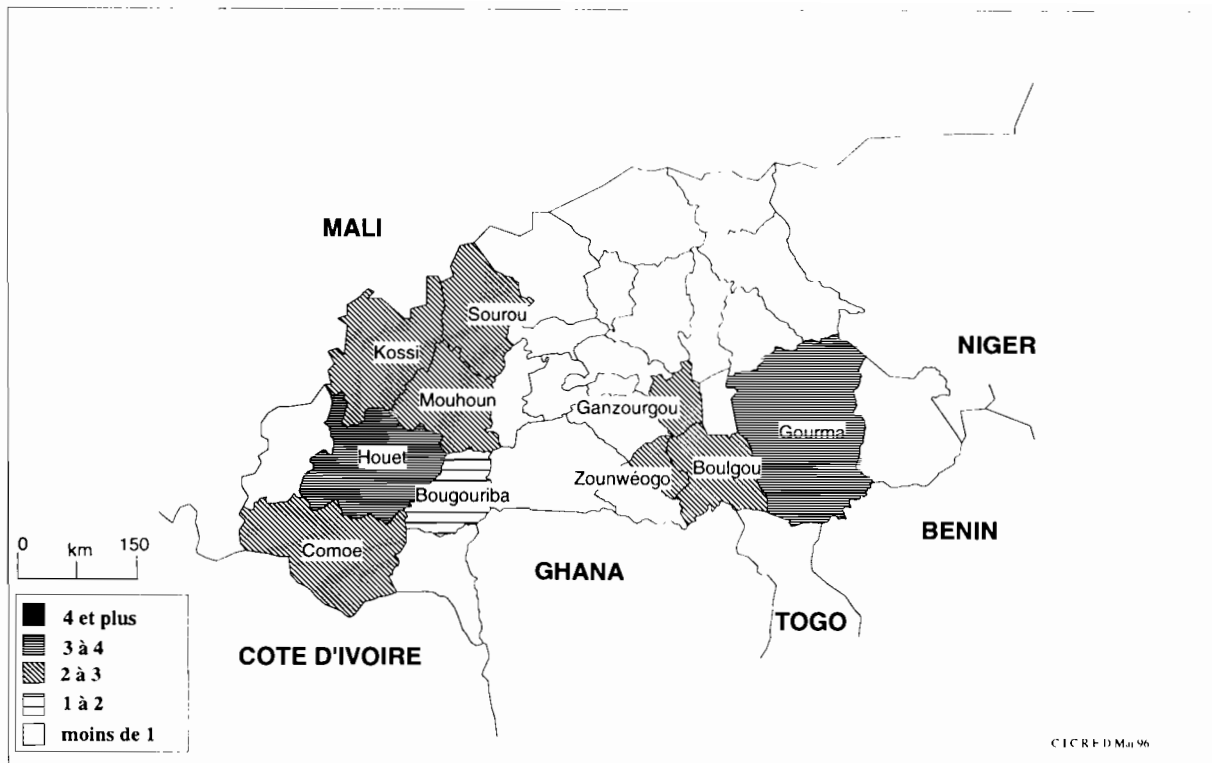 MALI
Sourou
NIGER
Kossi
Mouhoun
Ganzourgou
Gourma
Houet
Boulgou
Zounwéogo
Bougouriba
BENIN
Comoe
0 km 150
GHANA
TOGO
COTE D'IVOIRE
4 et plus
3 à 4
2 à 3
1 à 2
moins de 1
96